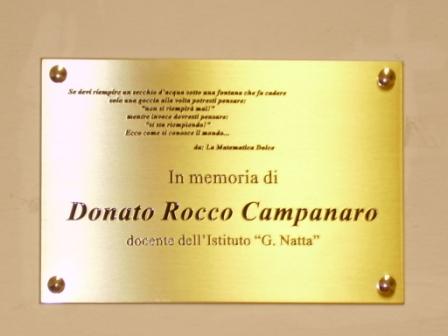 Se devi riempire un secchio d'acqua sotto una fontana che fa cadere
solo una goccia alla volta potresti pensare:
"non si riempirà mai!"
mentre invece dovresti pensare:
"si sta riempiendo!"
Ecco come si conosce il mondo...
da: La Matematica Dolce
In memoria di
Donato Rocco Campanaro
docente dell'Istituto "G. Natta"